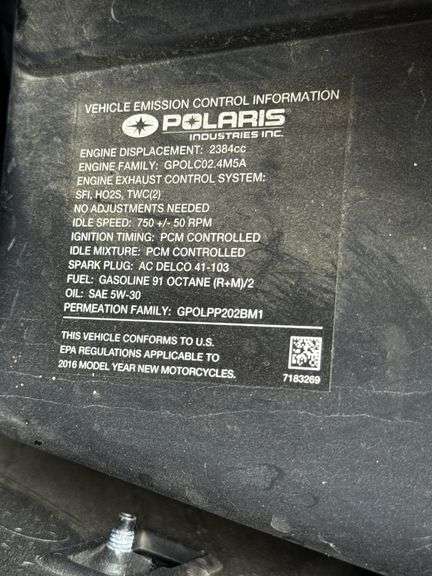 VEHICLE EMISSION CONTROL INFORMATION
POLARIS
INDUSTRIES INC.
ENGINE DISPLACEMENT: 2384cc
ENGINE FAMILY: GPOLC02.4M5A
ENGINE EXHAUST CONTROL SYSTEM:
SFI, HO2S, TWC(2)
NO ADJUSTMENTS NEEDED
IDLE SPEED: 750 +/- 50 RPM
IGNITION TIMING: PCM CONTROLLED
IDLE MIXTURE: PCM CONTROLLED
SPARK PLUG: AC DELCO 41-103
FUEL: GASOLINE 91 OCTANE (R+M)/2
OIL: SAE 5W-30
PERMEATION FAMILY: GPOLPP202BM1
THIS VEHICLE CONFORMS TO U.S.
EPA REGULATIONS APPLICABLE TO
2016 MODEL YEAR NEW MOTORCYCLES.
7183269